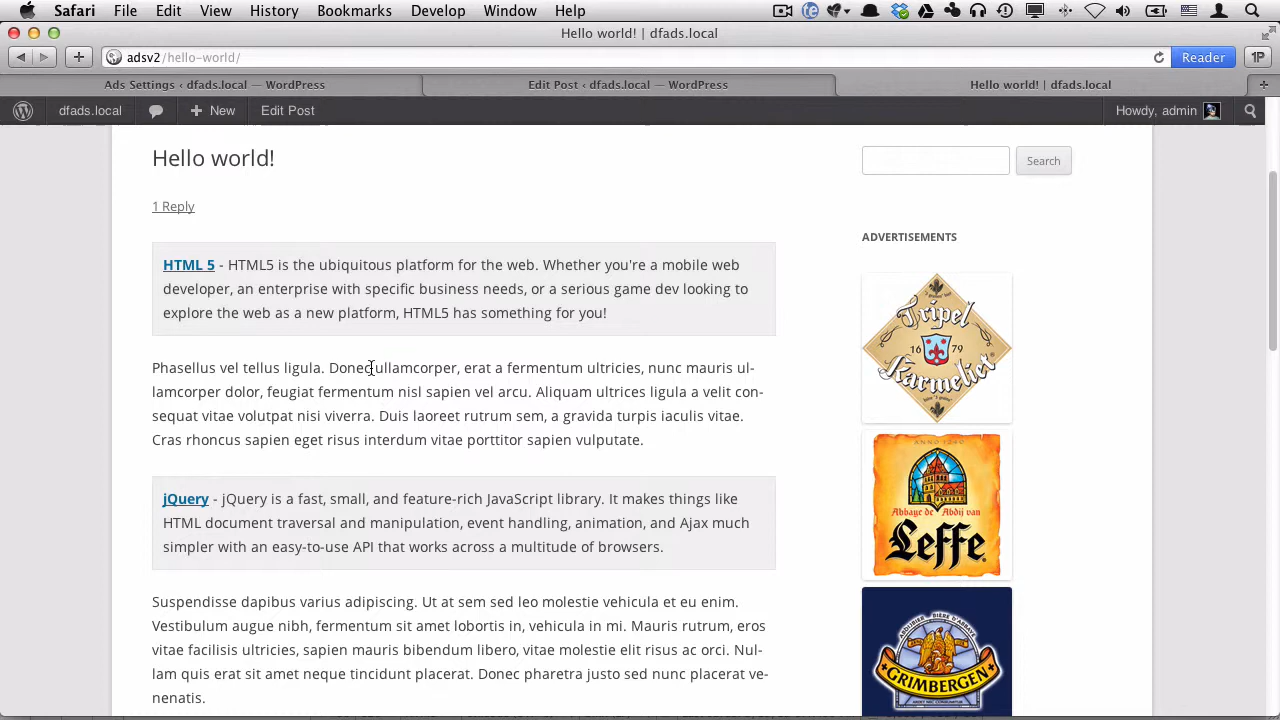 Safari File Edit View History Bookmarks Develop Window Help
Hello world! | dfads.local
adsv2/hello-world/
Reader
1P
Ads Settings ‹ dfads.local — WordPress
Edit Post ‹ dfads.local — WordPress
Hello world! | dfads.local
dfads.local
New
Edit Post
Howdy, admin
Hello world!
1 Reply
HTML 5 - HTML5 is the ubiquitous platform for the web. Whether you're a mobile web
developer, an enterprise with specific business needs, or a serious game dev looking to
explore the web as a new platform, HTML5 has something for you!
Phasellus vel tellus ligula. Donec ullamcorper, erat a fermentum ultricies, nunc mauris ul-
lamcorper dolor, feugiat fermentum nisl sapien vel arcu. Aliquam ultrices ligula a velit con-
sequat vitae volutpat nisi viverra. Duis laoreet rutrum sem, a gravida turpis iaculis vitae.
Cras rhoncus sapien eget risus interdum vitae porttitor sapien vulputate.
jQuery - jQuery is a fast, small, and feature-rich JavaScript library. It makes things like
HTML document traversal and manipulation, event handling, animation, and Ajax much
simpler with an easy-to-use API that works across a multitude of browsers.
Suspendisse dapibus varius adipiscing. Ut at sem sed leo molestie vehicula et eu enim.
Vestibulum augue nibh, fermentum sit amet lobortis in, vehicula in mi. Mauris rutrum, eros
vitae facilisis ultricies, sapien mauris bibendum libero, vitae molestie elit risus ac orci. Nul-
lam quis erat sit amet neque tincidunt placerat. Donec pharetra justo sed nunc placerat ve-
nenatis.
Search
ADVERTISEMENTS
Tripel
16 79
Karmeliet
ANNO 1240
Abbaye de Abdij van
Leffe
GRIMBERGEN